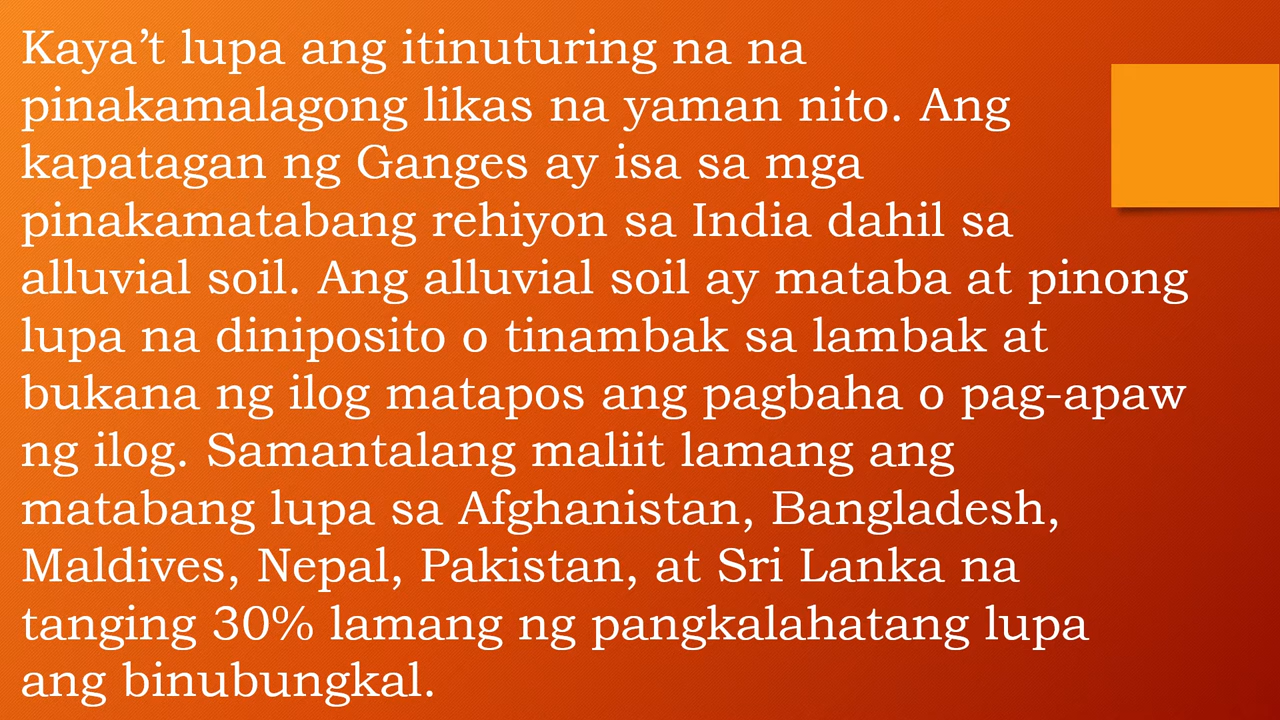 Kaya’t lupa ang itinuturing na na
pinakamalagong likas na yaman nito. Ang
kapatagan ng Ganges ay isa sa mga
pinakamatabang rehiyon sa India dahil sa
alluvial soil. Ang alluvial soil ay mataba at pinong
lupa na diniposito o tinambak sa lambak at
bukana ng ilog matapos ang pagbaha o pag-apaw
ng ilog. Samantalang maliit lamang ang
matabang lupa sa Afghanistan, Bangladesh,
Maldives, Nepal, Pakistan, at Sri Lanka na
tanging 30% lamang ng pangkalahatang lupa
ang binubungkal.